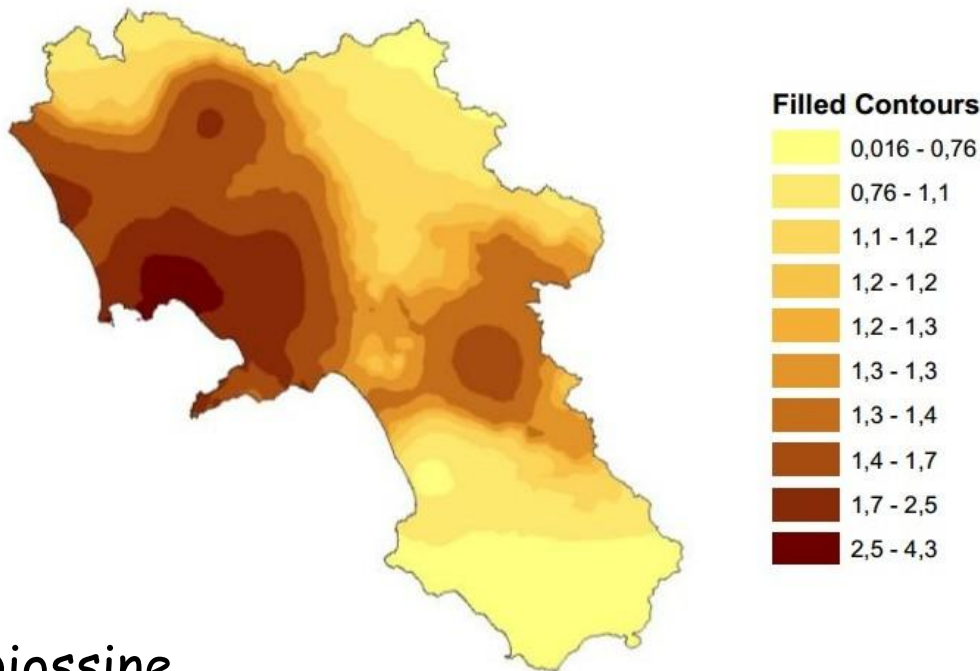 Filled Contours
0,016 - 0,76
0,76 - 1,1
1,1 - 1,2
1,2 - 1,2
1,2 - 1,3
1,3 - 1,3
1,3 - 1,4
1,4 - 1,7
1,7 - 2,5
2,5 - 4,3